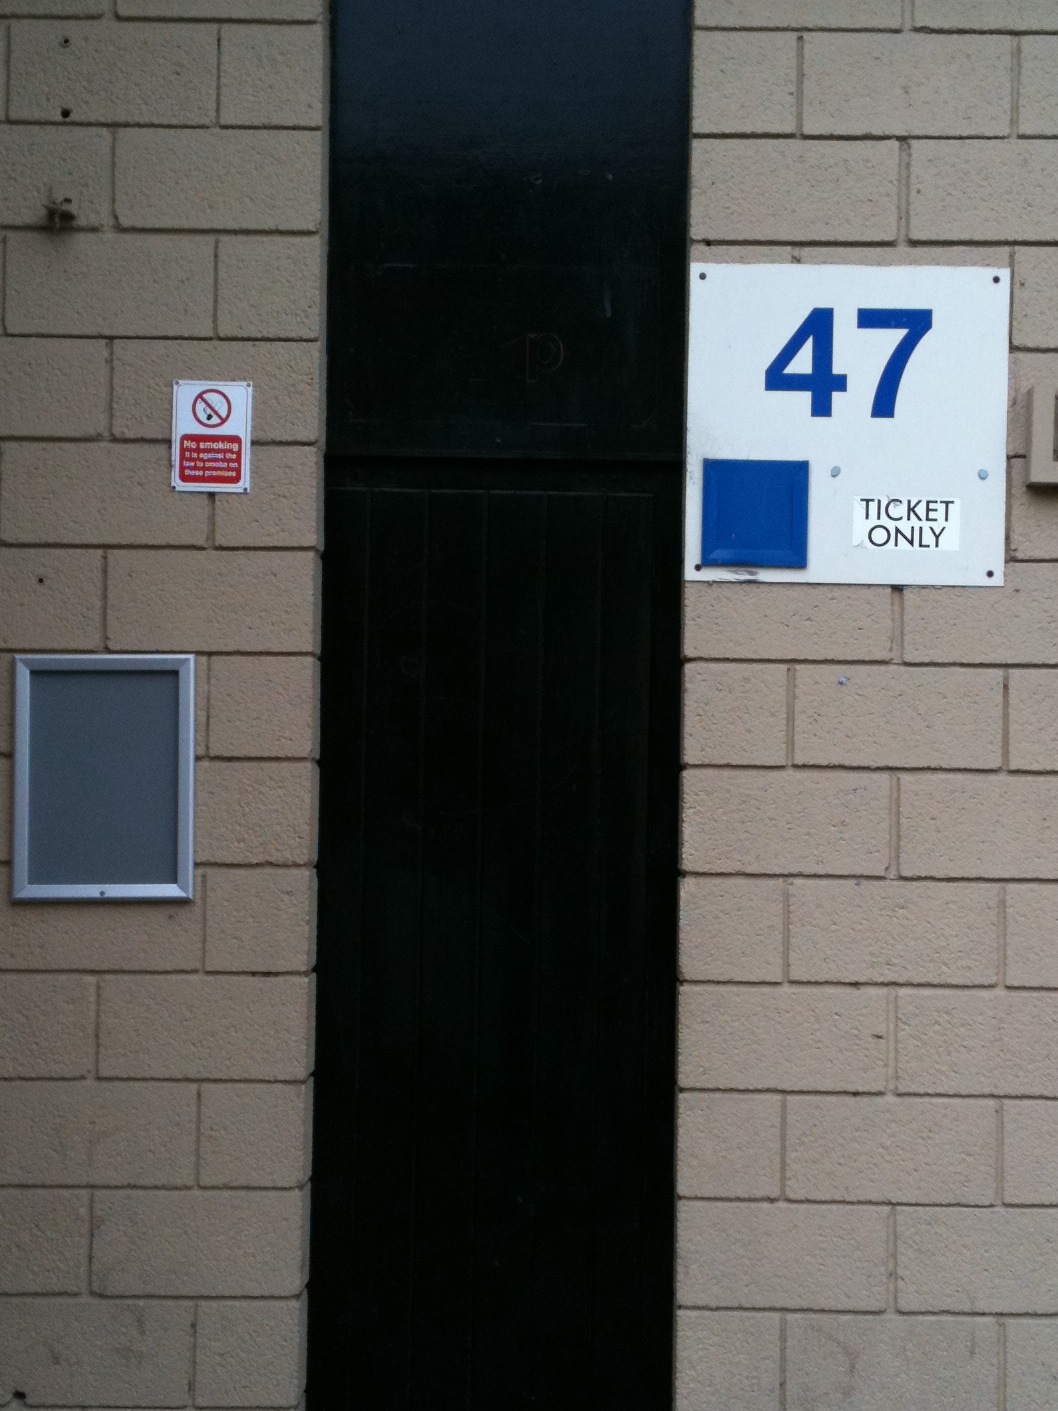 47
TICKET
ONLY
No smoking
It is against the
law to smoke on
these premises
p